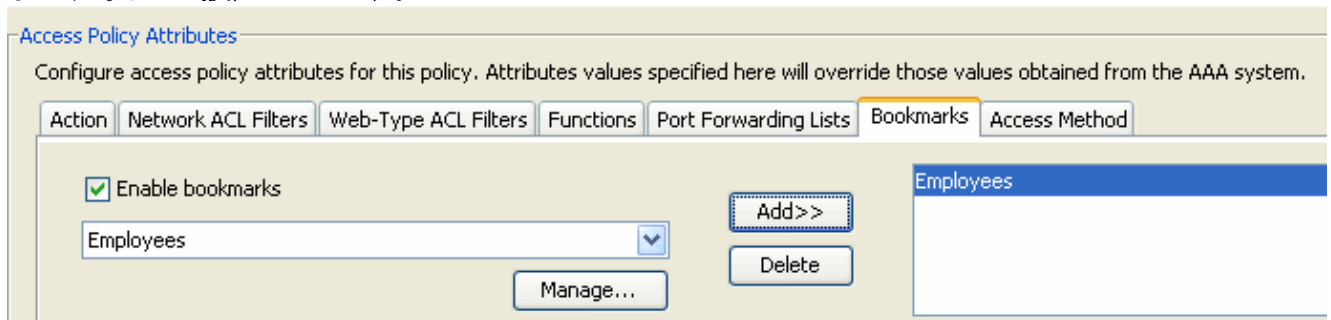 Access Policy Attributes
Configure access policy attributes for this policy. Attributes values specified here will override those values obtained from the AAA system.
Action Network ACL Filters Web-Type ACL Filters Functions Port Forwarding Lists Bookmarks Access Method
Enable bookmarks
Employees
Manage...
Add>>
Delete
Employees